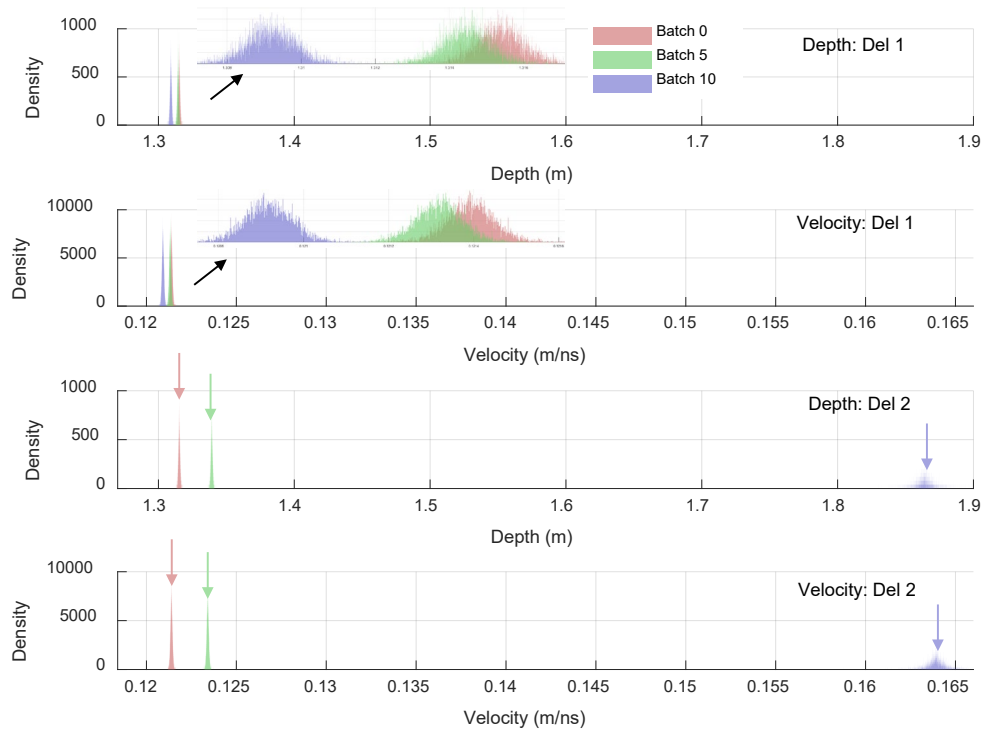 1000
500
0
Density
Batch 0
Batch 5
Batch 10
Depth: Del 1
1.3 1.4 1.5 1.6 1.7 1.8 1.9
Depth (m)
10000
5000
0
Density
Velocity: Del 1
0.12 0.125 0.13 0.135 0.14 0.145 0.15 0.155 0.16 0.165
Velocity (m/ns)
1000
500
0
Density
Depth: Del 2
1.3 1.4 1.5 1.6 1.7 1.8 1.9
Depth (m)
10000
5000
0
Density
Velocity: Del 2
0.12 0.125 0.13 0.135 0.14 0.145 0.15 0.155 0.16 0.165
Velocity (m/ns)